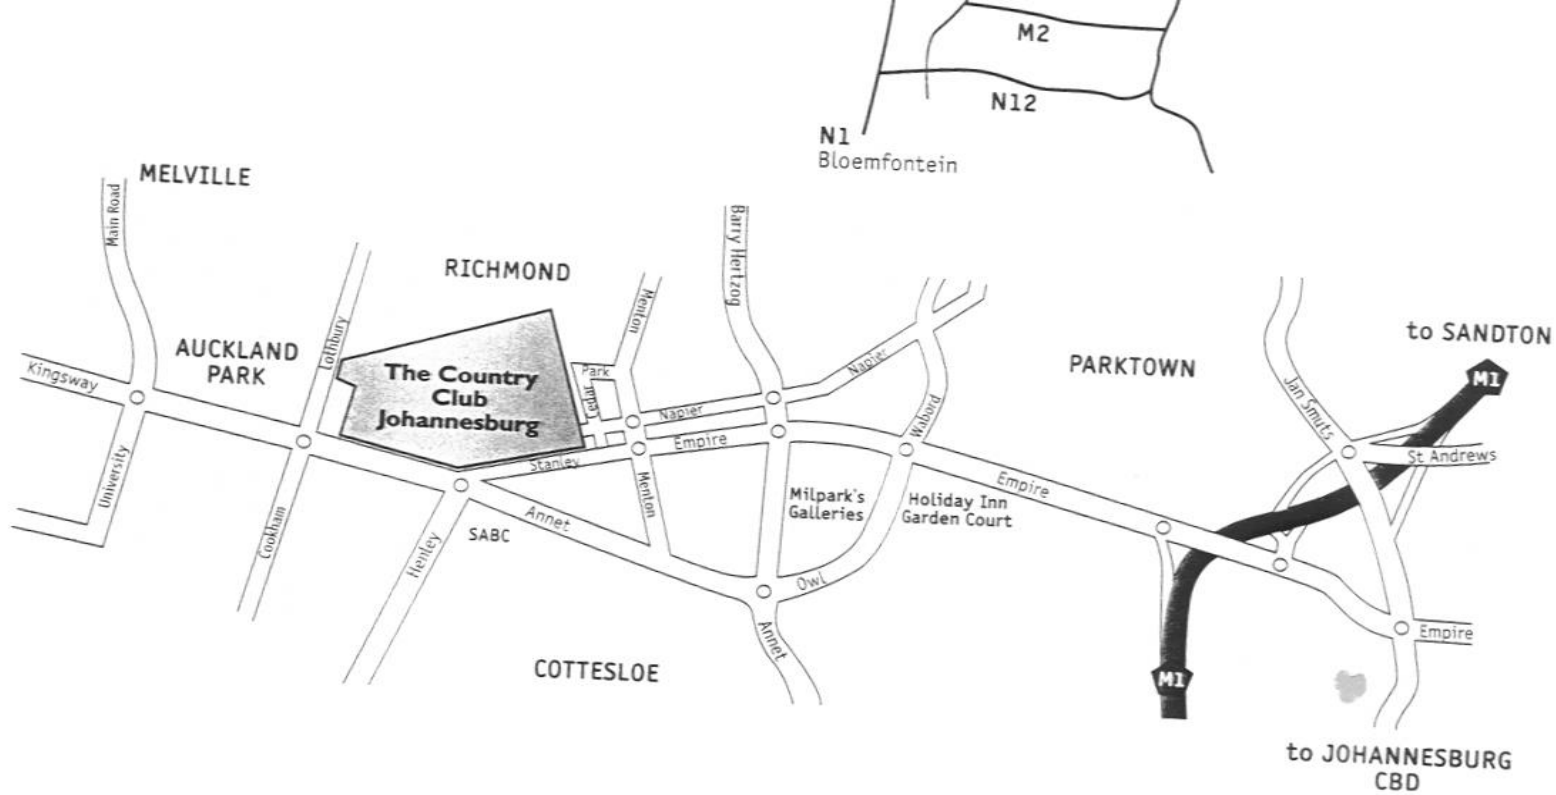 M2
N12
N1
Bloemfontein
MELVILLE
Main Road
RICHMOND
Barry Hertzog
Menton
Lothbury
AUCKLAND
PARK
Kingsway
The Country
Club
Johannesburg
Park
Napier
Napier
PARKTOWN
to SANDTON
M1
Jan Smuts
St Andrews
Empire
Stanley
Menton
Wabord
University
Cookham
Henley
Annet
SABC
Milpark's
Galleries
Holiday Inn
Garden Court
Empire
Owl
Annet
Empire
COTTESLOE
M1
to JOHANNESBURG
CBD